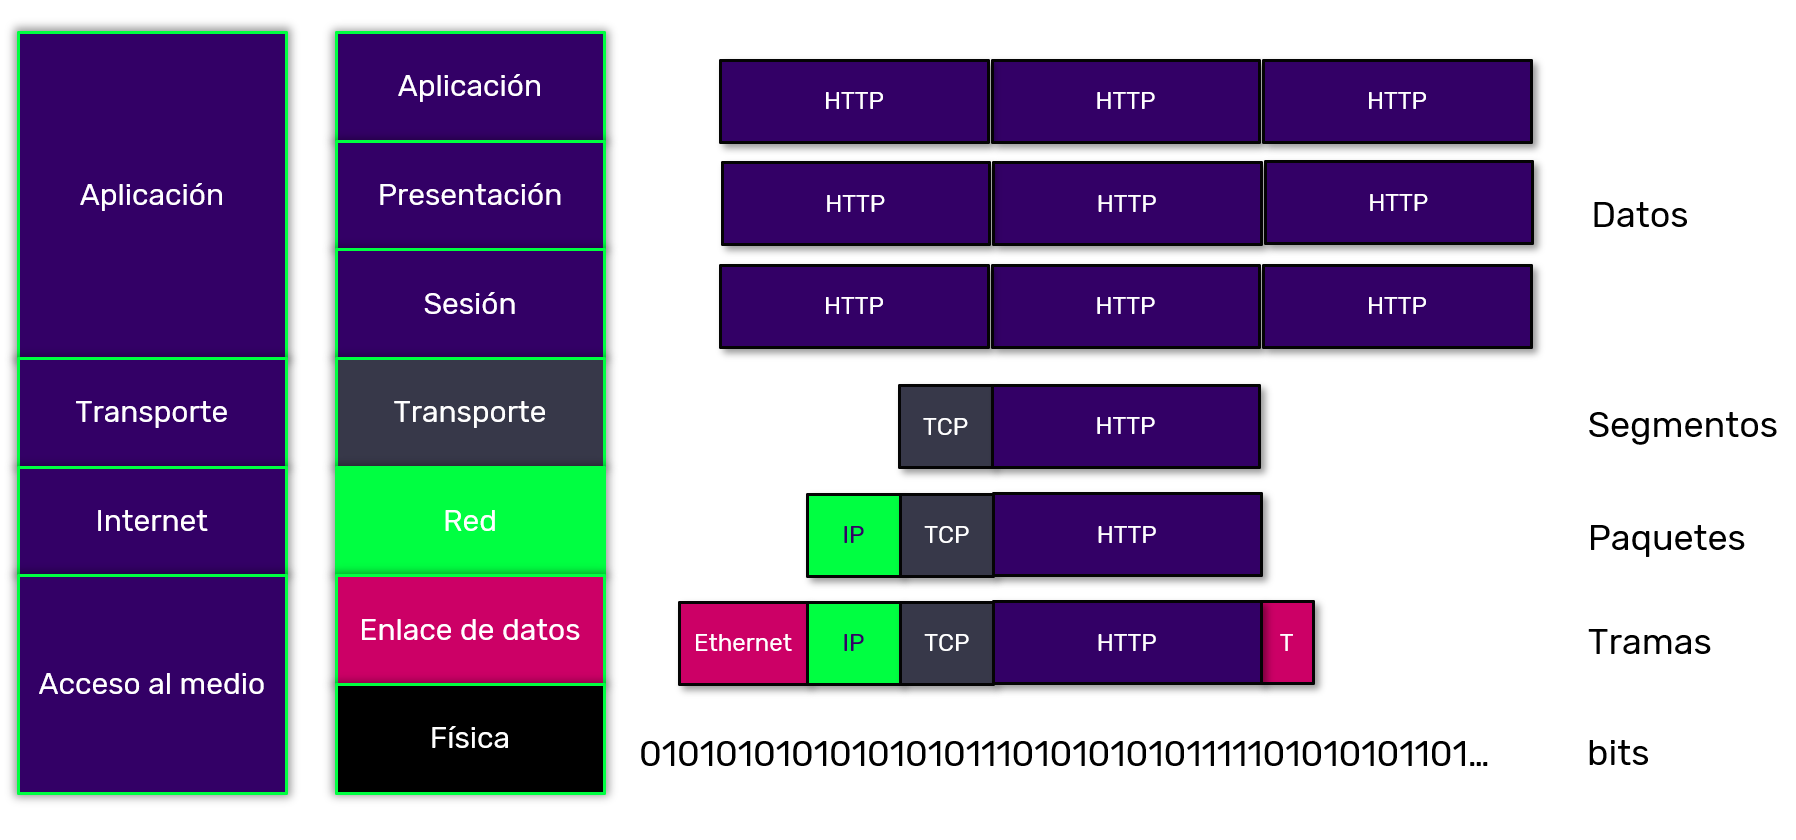 Aplicación
Transporte
Internet
Acceso al medio
Aplicación
Presentación
Sesión
Transporte
Red
Enlace de datos
Física
HTTP HTTP HTTP
HTTP HTTP HTTP
Datos
HTTP HTTP HTTP
TCP HTTP
Segmentos
IP TCP HTTP
Paquetes
Ethernet IP TCP HTTP T
Tramas
01010101010101010111010101010111110101010101101...
bits